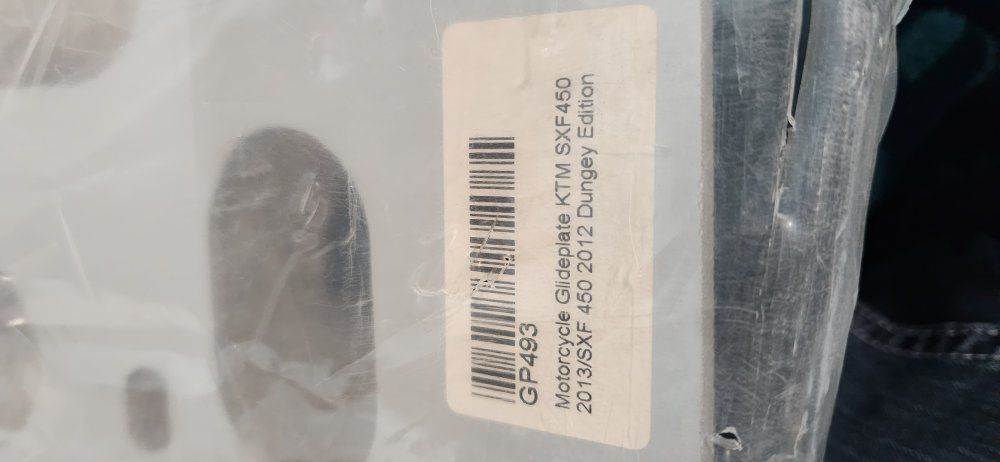 GP493
Motorcycle Glideplate KTM SXF450
2013/SXF 450 2012 Dungey Edition